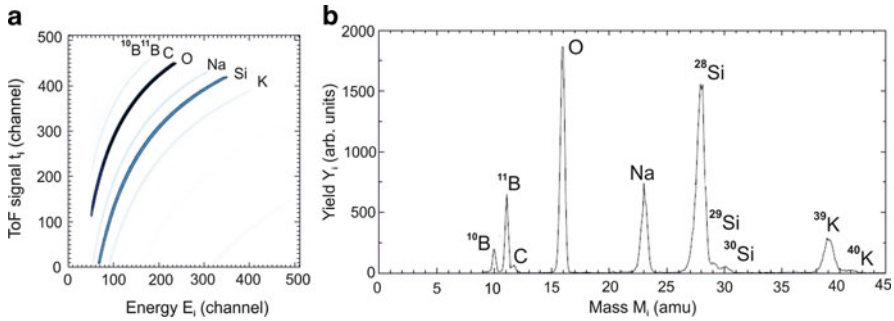 a
500
400
300
200
100
0
ToF signal tᵢ (channel)
¹⁰B¹¹B C O Na Si K
0 100 200 300 400 500
Energy Eᵢ (channel)
b
2000
1500
1000
500
0
Yield Yᵢ (arb. units)
O
²⁸Si
¹¹B
Na
¹⁰B
C
²⁹Si
³⁰Si
³⁹K
⁴⁰K
0 5 10 15 20 25 30 35 40 45
Mass Mᵢ (amu)